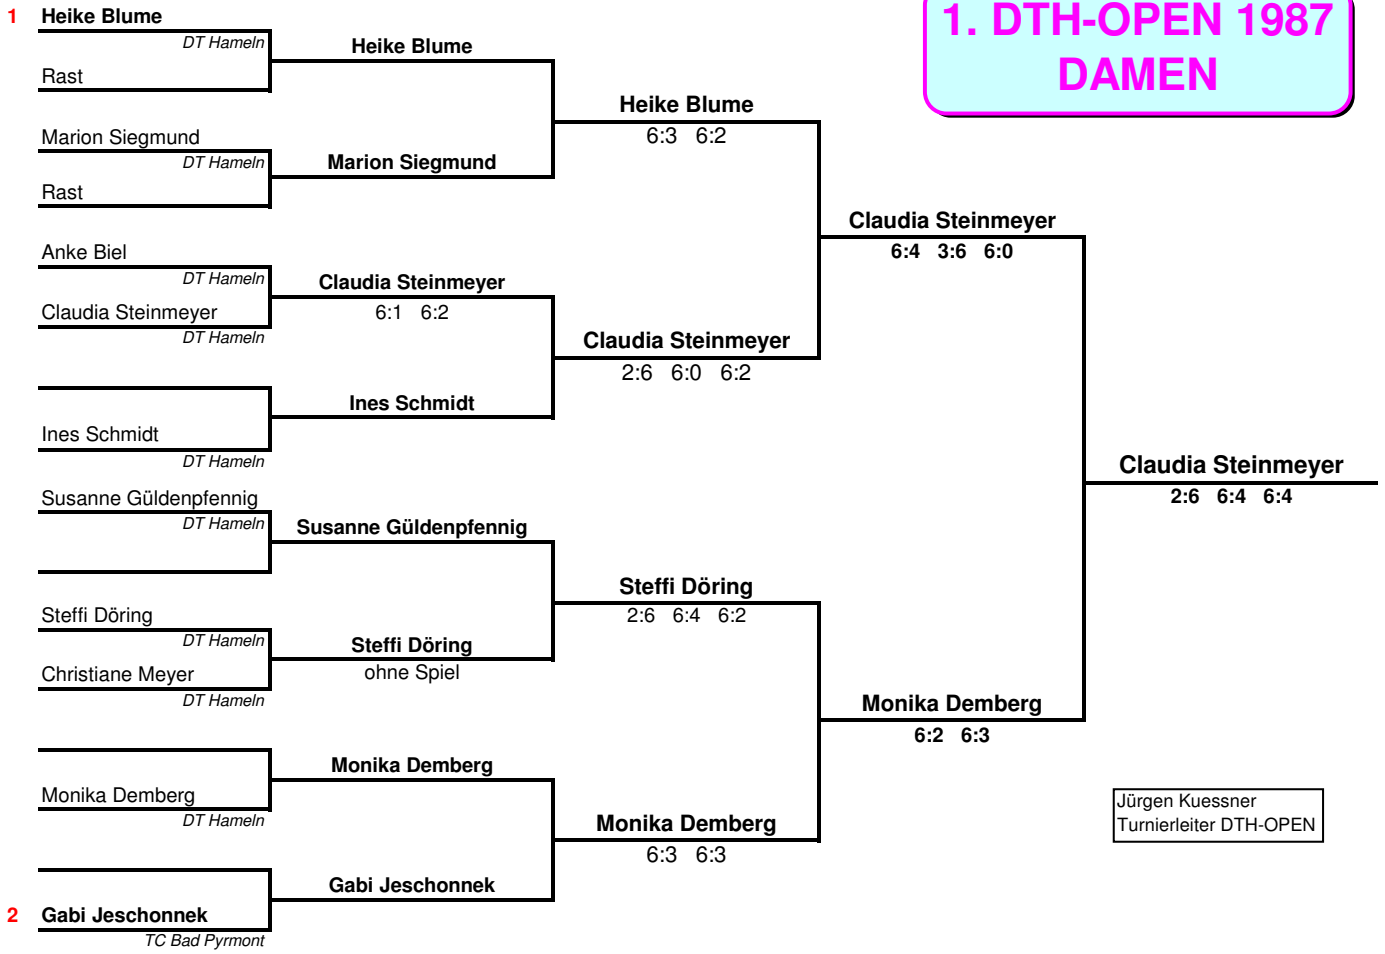 1. DTH-OPEN 1987
DAMEN
1 Heike Blume
DT Hameln
Rast
Marion Siegmund
DT Hameln
Rast
Anke Biel
DT Hameln
Claudia Steinmeyer
DT Hameln
Ines Schmidt
DT Hameln
Susanne Güldenpfennig
DT Hameln
Steffi Döring
DT Hameln
Christiane Meyer
DT Hameln
Monika Demberg
DT Hameln
2 Gabi Jeschonnek
TC Bad Pyrmont
Heike Blume
Marion Siegmund
Claudia Steinmeyer
6:1 6:2
Ines Schmidt
Susanne Güldenpfennig
Steffi Döring
ohne Spiel
Monika Demberg
Gabi Jeschonnek
Heike Blume
6:3 6:2
Claudia Steinmeyer
2:6 6:0 6:2
Steffi Döring
2:6 6:4 6:2
Monika Demberg
6:3 6:3
Claudia Steinmeyer
6:4 3:6 6:0
Monika Demberg
6:2 6:3
Claudia Steinmeyer
2:6 6:4 6:4
Jürgen Kuessner
Turnierleiter DTH-OPEN